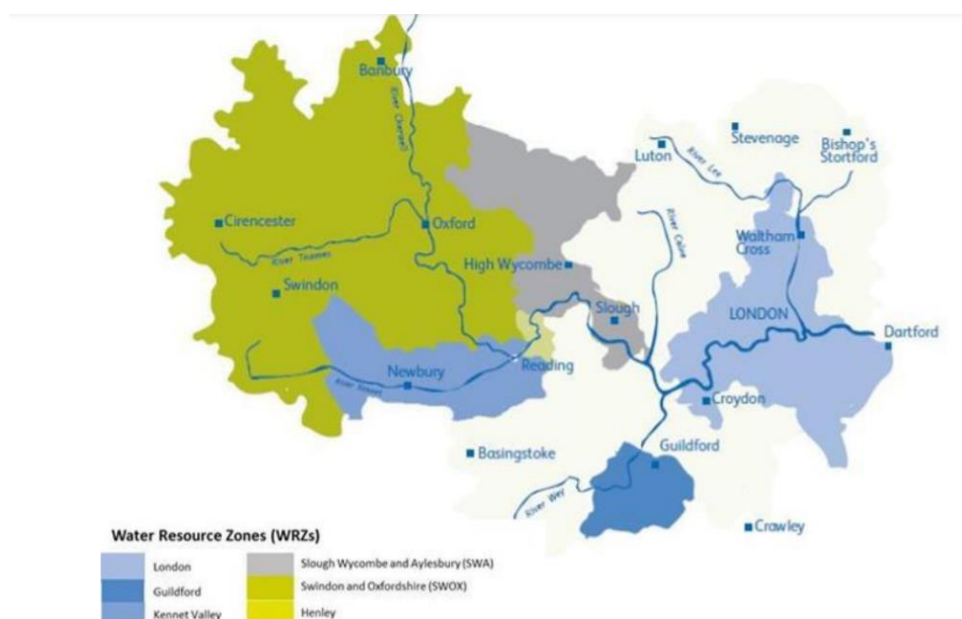 Banbury
River Cherwell
Stevenage
Bishop's
Stortford
Luton
River Lee
Cirencester
Oxford
River Thames
River Colne
Waltham
Cross
High Wycombe
Swindon
Slough
LONDON
Dartford
Reading
Newbury
River Kennet
Croydon
Basingstoke
Guildford
River Wey
Crawley
Water Resource Zones (WRZs)
London
Guildford
Kennet Valley
Slough Wycombe and Aylesbury (SWA)
Swindon and Oxfordshire (SWOX)
Henley